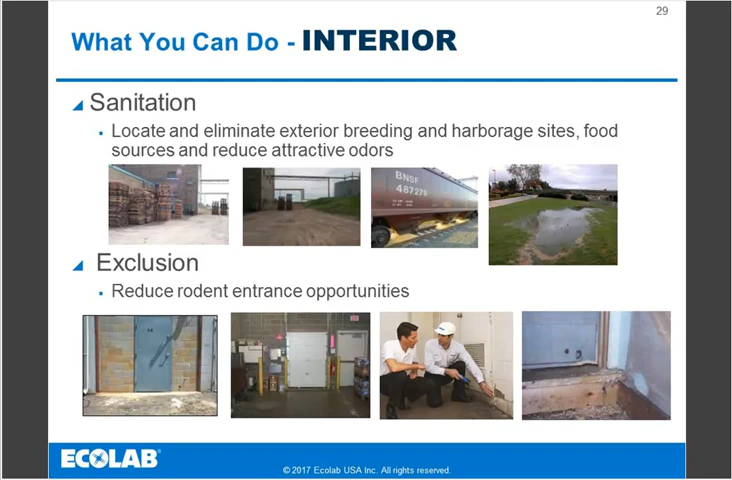 29
What You Can Do - INTERIOR
Sanitation
Locate and eliminate exterior breeding and harborage sites, food
sources and reduce attractive odors
BNSF
487275
Exclusion
Reduce rodent entrance opportunities
ECOLAB®
© 2017 Ecolab USA Inc. All rights reserved.